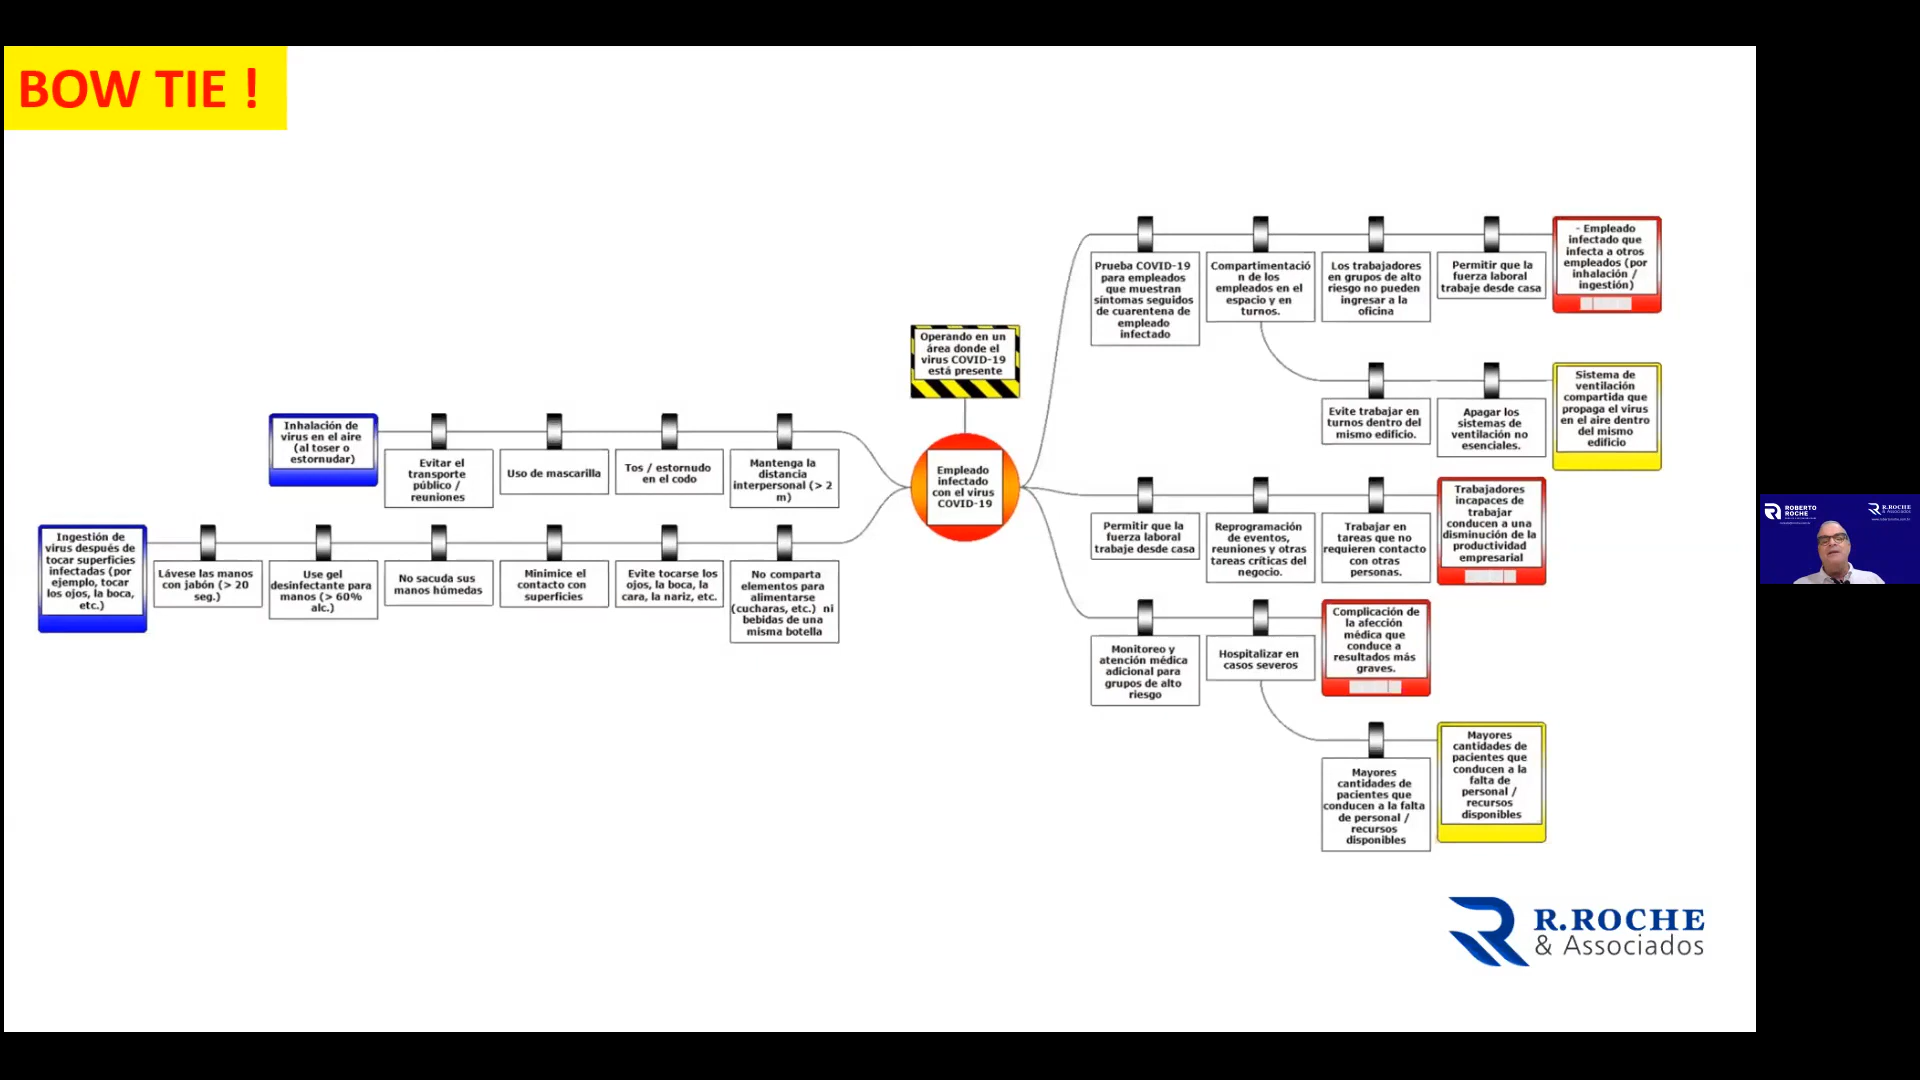 BOW TIE !
Operando en un
área donde el
virus COVID-19
está presente
Empleado
infectado
con el virus
COVID-19
Inhalación de
virus en el aire
(al toser o
estornudar)
Evitar el
transporte
público /
reuniones
Uso de mascarilla
Tos / estornudo
en el codo
Mantenga la
distancia
interpersonal (> 2
m)
Ingestión de
virus después de
tocar superficies
infectadas (por
ejemplo, tocar
los ojos, la boca,
etc.)
Lávese las manos
con jabón (> 20
seg.)
Use gel
desinfectante para
manos (> 60%
alc.)
No sacuda sus
manos húmedas
Minimice el
contacto con
superficies
Evite tocarse los
ojos, la boca, la
cara, la nariz, etc.
No comparta
elementos para
alimentarse
(cucharas, etc.) ni
bebidas de una
misma botella
Prueba COVID-19
para empleados
que muestran
síntomas seguidos
de cuarentena de
empleado
infectado
Compartimentació
n de los
empleados en el
espacio y en
turnos.
Los trabajadores
en grupos de alto
riesgo no pueden
ingresar a la
oficina
Permitir que la
fuerza laboral
trabaje desde casa
- Empleado
infectado que
infecta a otros
empleados (por
inhalación /
ingestión)
Evite trabajar en
turnos dentro del
mismo edificio.
Apagar los
sistemas de
ventilación no
esenciales.
Sistema de
ventilación
compartida que
propaga el virus
en el aire dentro
del mismo
edificio
Permitir que la
fuerza laboral
trabaje desde casa
Reprogramación
de eventos,
reuniones y otras
tareas críticas del
negocio.
Trabajar en
tareas que no
requieren contacto
con otras
personas.
Trabajadores
incapaces de
trabajar
conducen a una
disminución de la
productividad
empresarial
Monitoreo y
atención médica
adicional para
grupos de alto
riesgo
Hospitalizar en
casos severos
Complicación de
la afección
médica que
conduce a
resultados más
graves.
Mayores
cantidades de
pacientes que
conducen a la falta
de personal /
recursos
disponibles
Mayores
cantidades de
pacientes que
conducen a la
falta de
personal /
recursos
disponibles
R.ROCHE
& Associados
ROBERTO
ROCHE
R.ROCHE